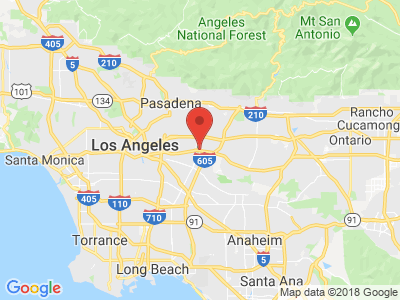 Angeles
National Forest
Mt San
Antonio
405
5
210
101
134
Pasadena
210
Rancho
Cucamong
Los Angeles
Ontario
Santa Monica
605
405
110
710
91
91
Torrance
Anaheim
Long Beach
5
Santa Ana
Google
Map data ©2018 Google